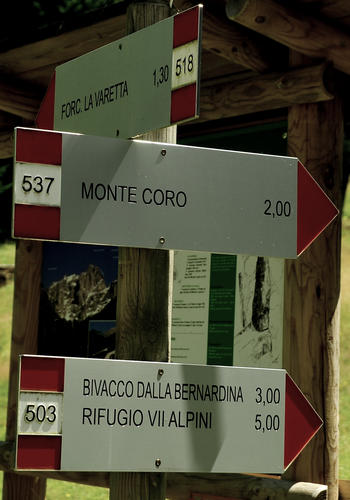 FORC. LA VARETTA 1,30 518
537 MONTE CORO 2,00
503 BIVACCO DALLA BERNARDINA 3,00
RIFUGIO VII ALPINI 5,00